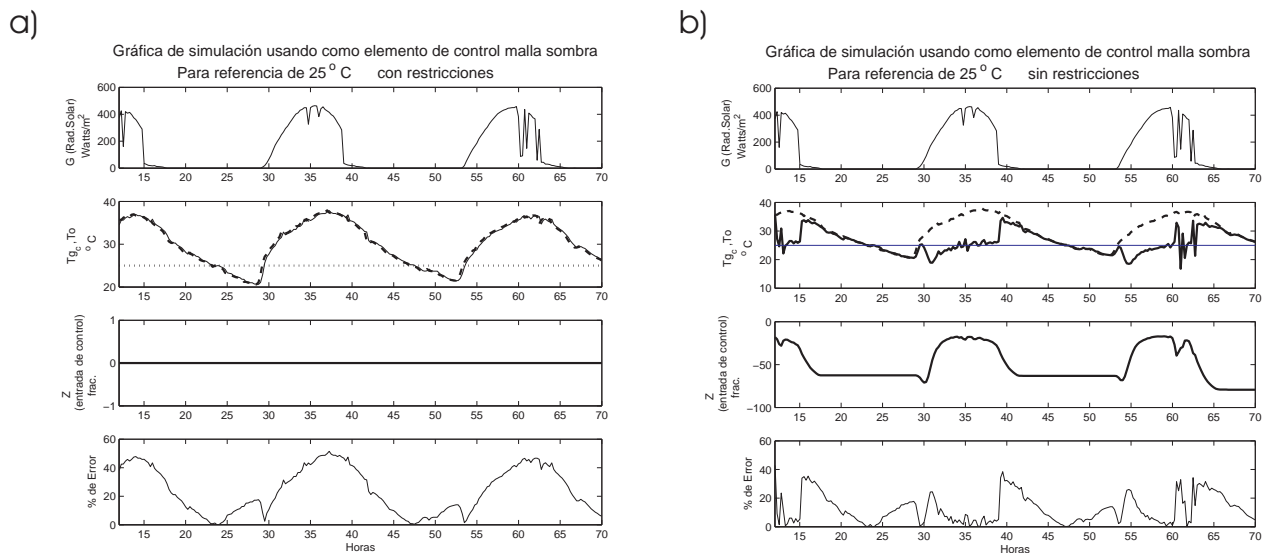 a)
Gráfica de simulación usando como elemento de control malla sombra
Para referencia de 25 o C con restricciones
G (Rad.Solar)
Watts/m2
600
400
200
0
15 20 25 30 35 40 45 50 55 60 65 70
Tgc ,To
o C
40
30
20
15 20 25 30 35 40 45 50 55 60 65 70
Z
(entrada de control)
frac.
1
0
−1
15 20 25 30 35 40 45 50 55 60 65 70
% de Error
60
40
20
0
15 20 25 30 35 40 45 50 55 60 65 70
Horas
b)
Gráfica de simulación usando como elemento de control malla sombra
Para referencia de 25 o C sin restricciones
G (Rad.Solar)
Watts/m2
600
400
200
0
15 20 25 30 35 40 45 50 55 60 65 70
Tgc ,To
o C
40
30
20
10
15 20 25 30 35 40 45 50 55 60 65 70
Z
(entrada de control)
frac.
0
−50
−100
15 20 25 30 35 40 45 50 55 60 65 70
% de Error
60
40
20
0
15 20 25 30 35 40 45 50 55 60 65 70
Horas